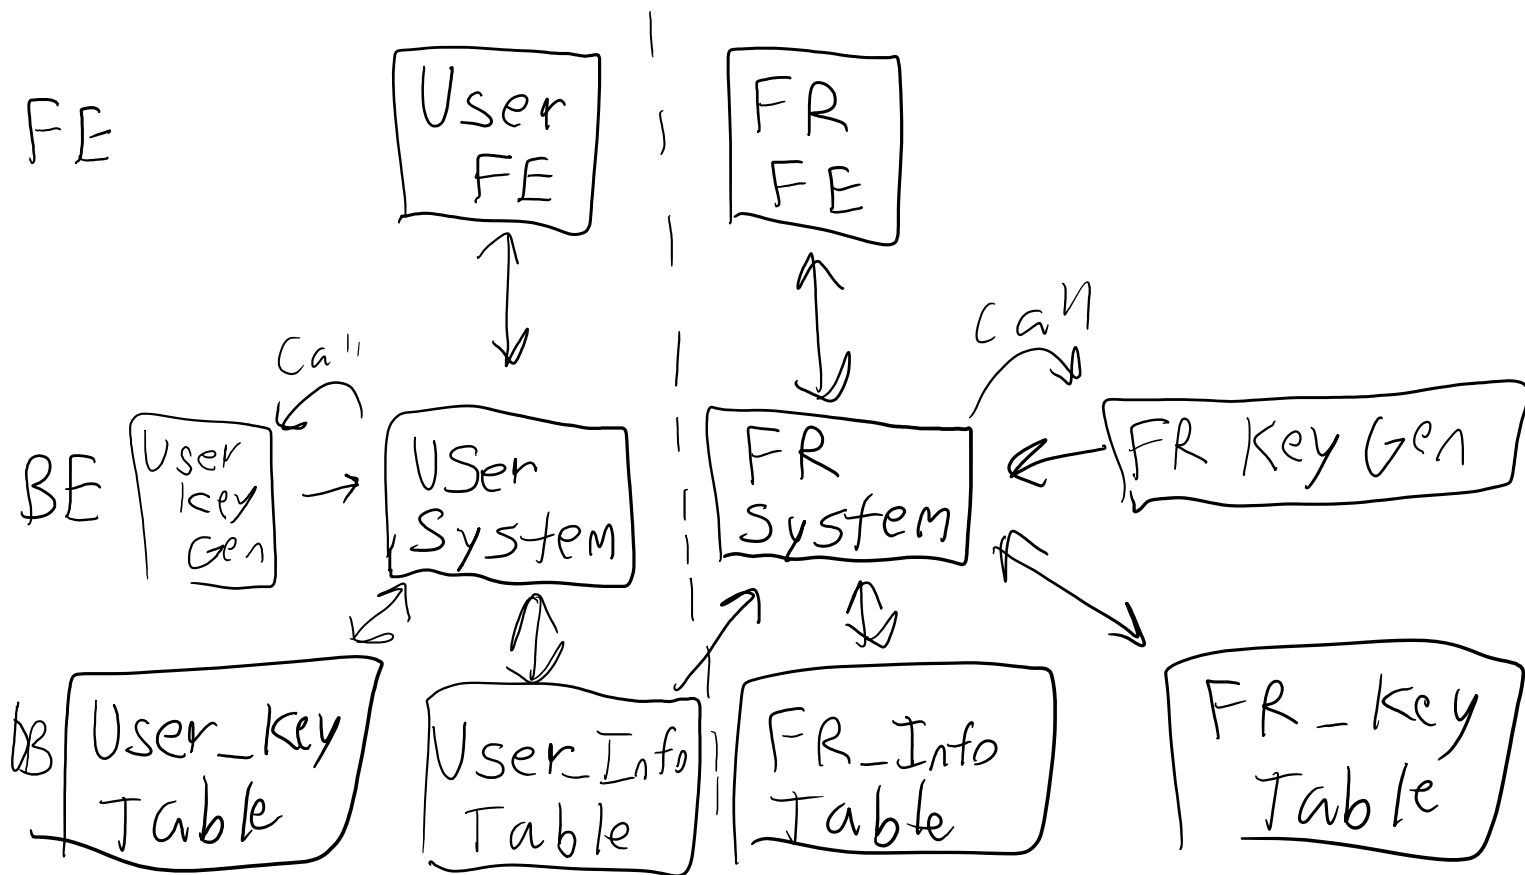 FE
User
FE
FR
FE
Call
Call
BE
User
Key
Gen
User
System
FR
System
FR Key Gen
DB
User_Key
Table
User_Info
Table
FR_Info
Table
FR_Key
Table